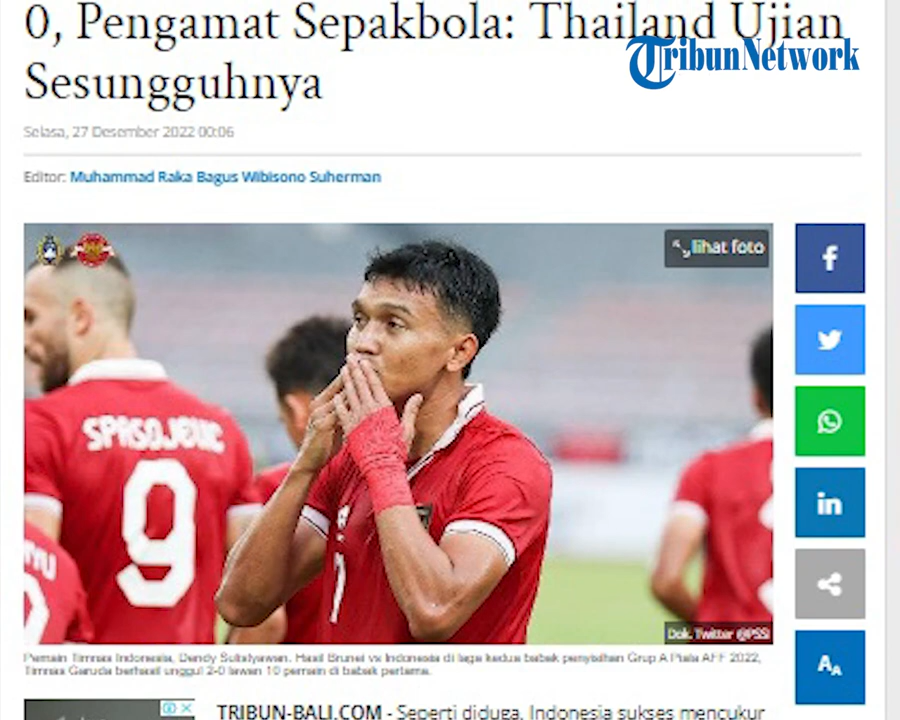 0, Pengamat Sepakbola: Thailand Ujian
Sesungguhnya
TribunNetwork
Selasa, 27 Desember 2022 00:06
Editor: Muhammad Raka Bagus Wibisono Suherman
lihat foto
SPASOJEVIC
9
7
Dok. Twitter @PSSI
Pemain Timnas Indonesia, Dendy Sulistyawan. Hasil Brunei vs Indonesia di laga kedua babak penyisihan Grup A Piala AFF 2022,
Timnas Garuda berhasil unggul 2-0 lawan 10 pemain di babak pertama.
TRIBUN-BALI.COM - Seperti diduga, Indonesia sukses mencukur